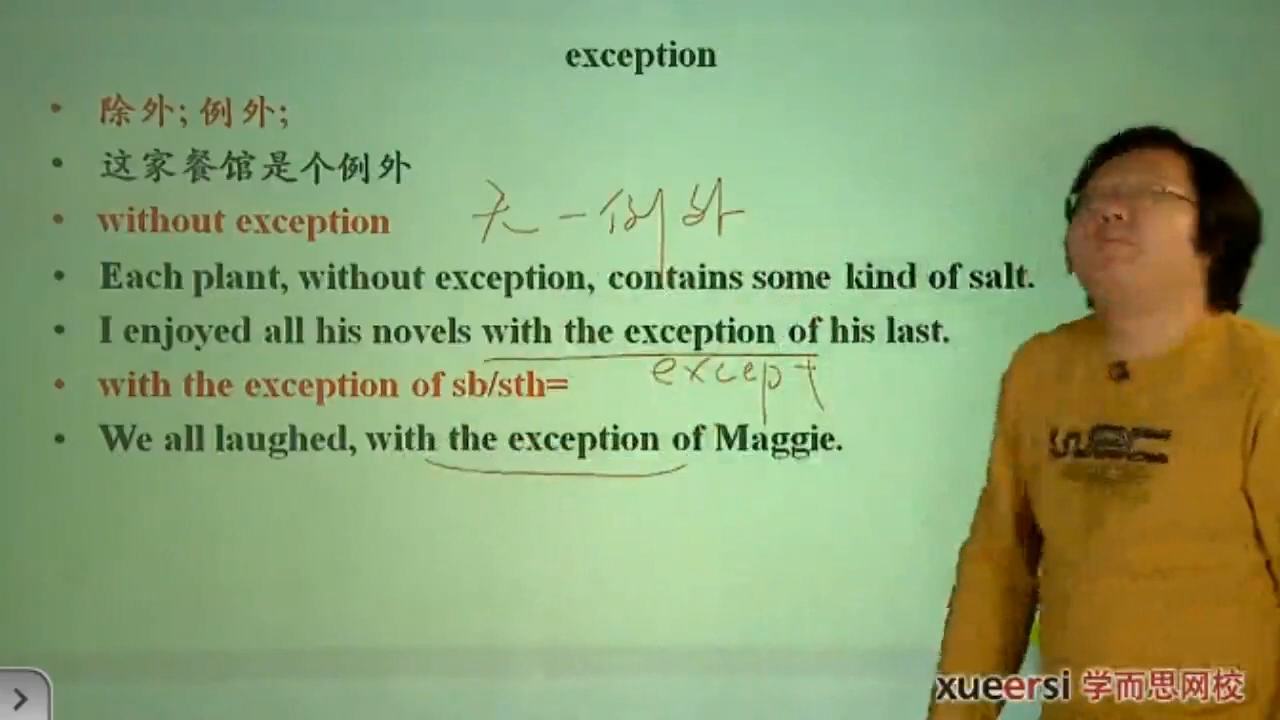 exception
• 除外; 例外;
• 这家餐馆是个例外
• without exception 无一例外
• Each plant, without exception, contains some kind of salt.
• I enjoyed all his novels with the exception of his last.
except
• with the exception of sb/sth=
• We all laughed, with the exception of Maggie.
xueersi 学而思网校